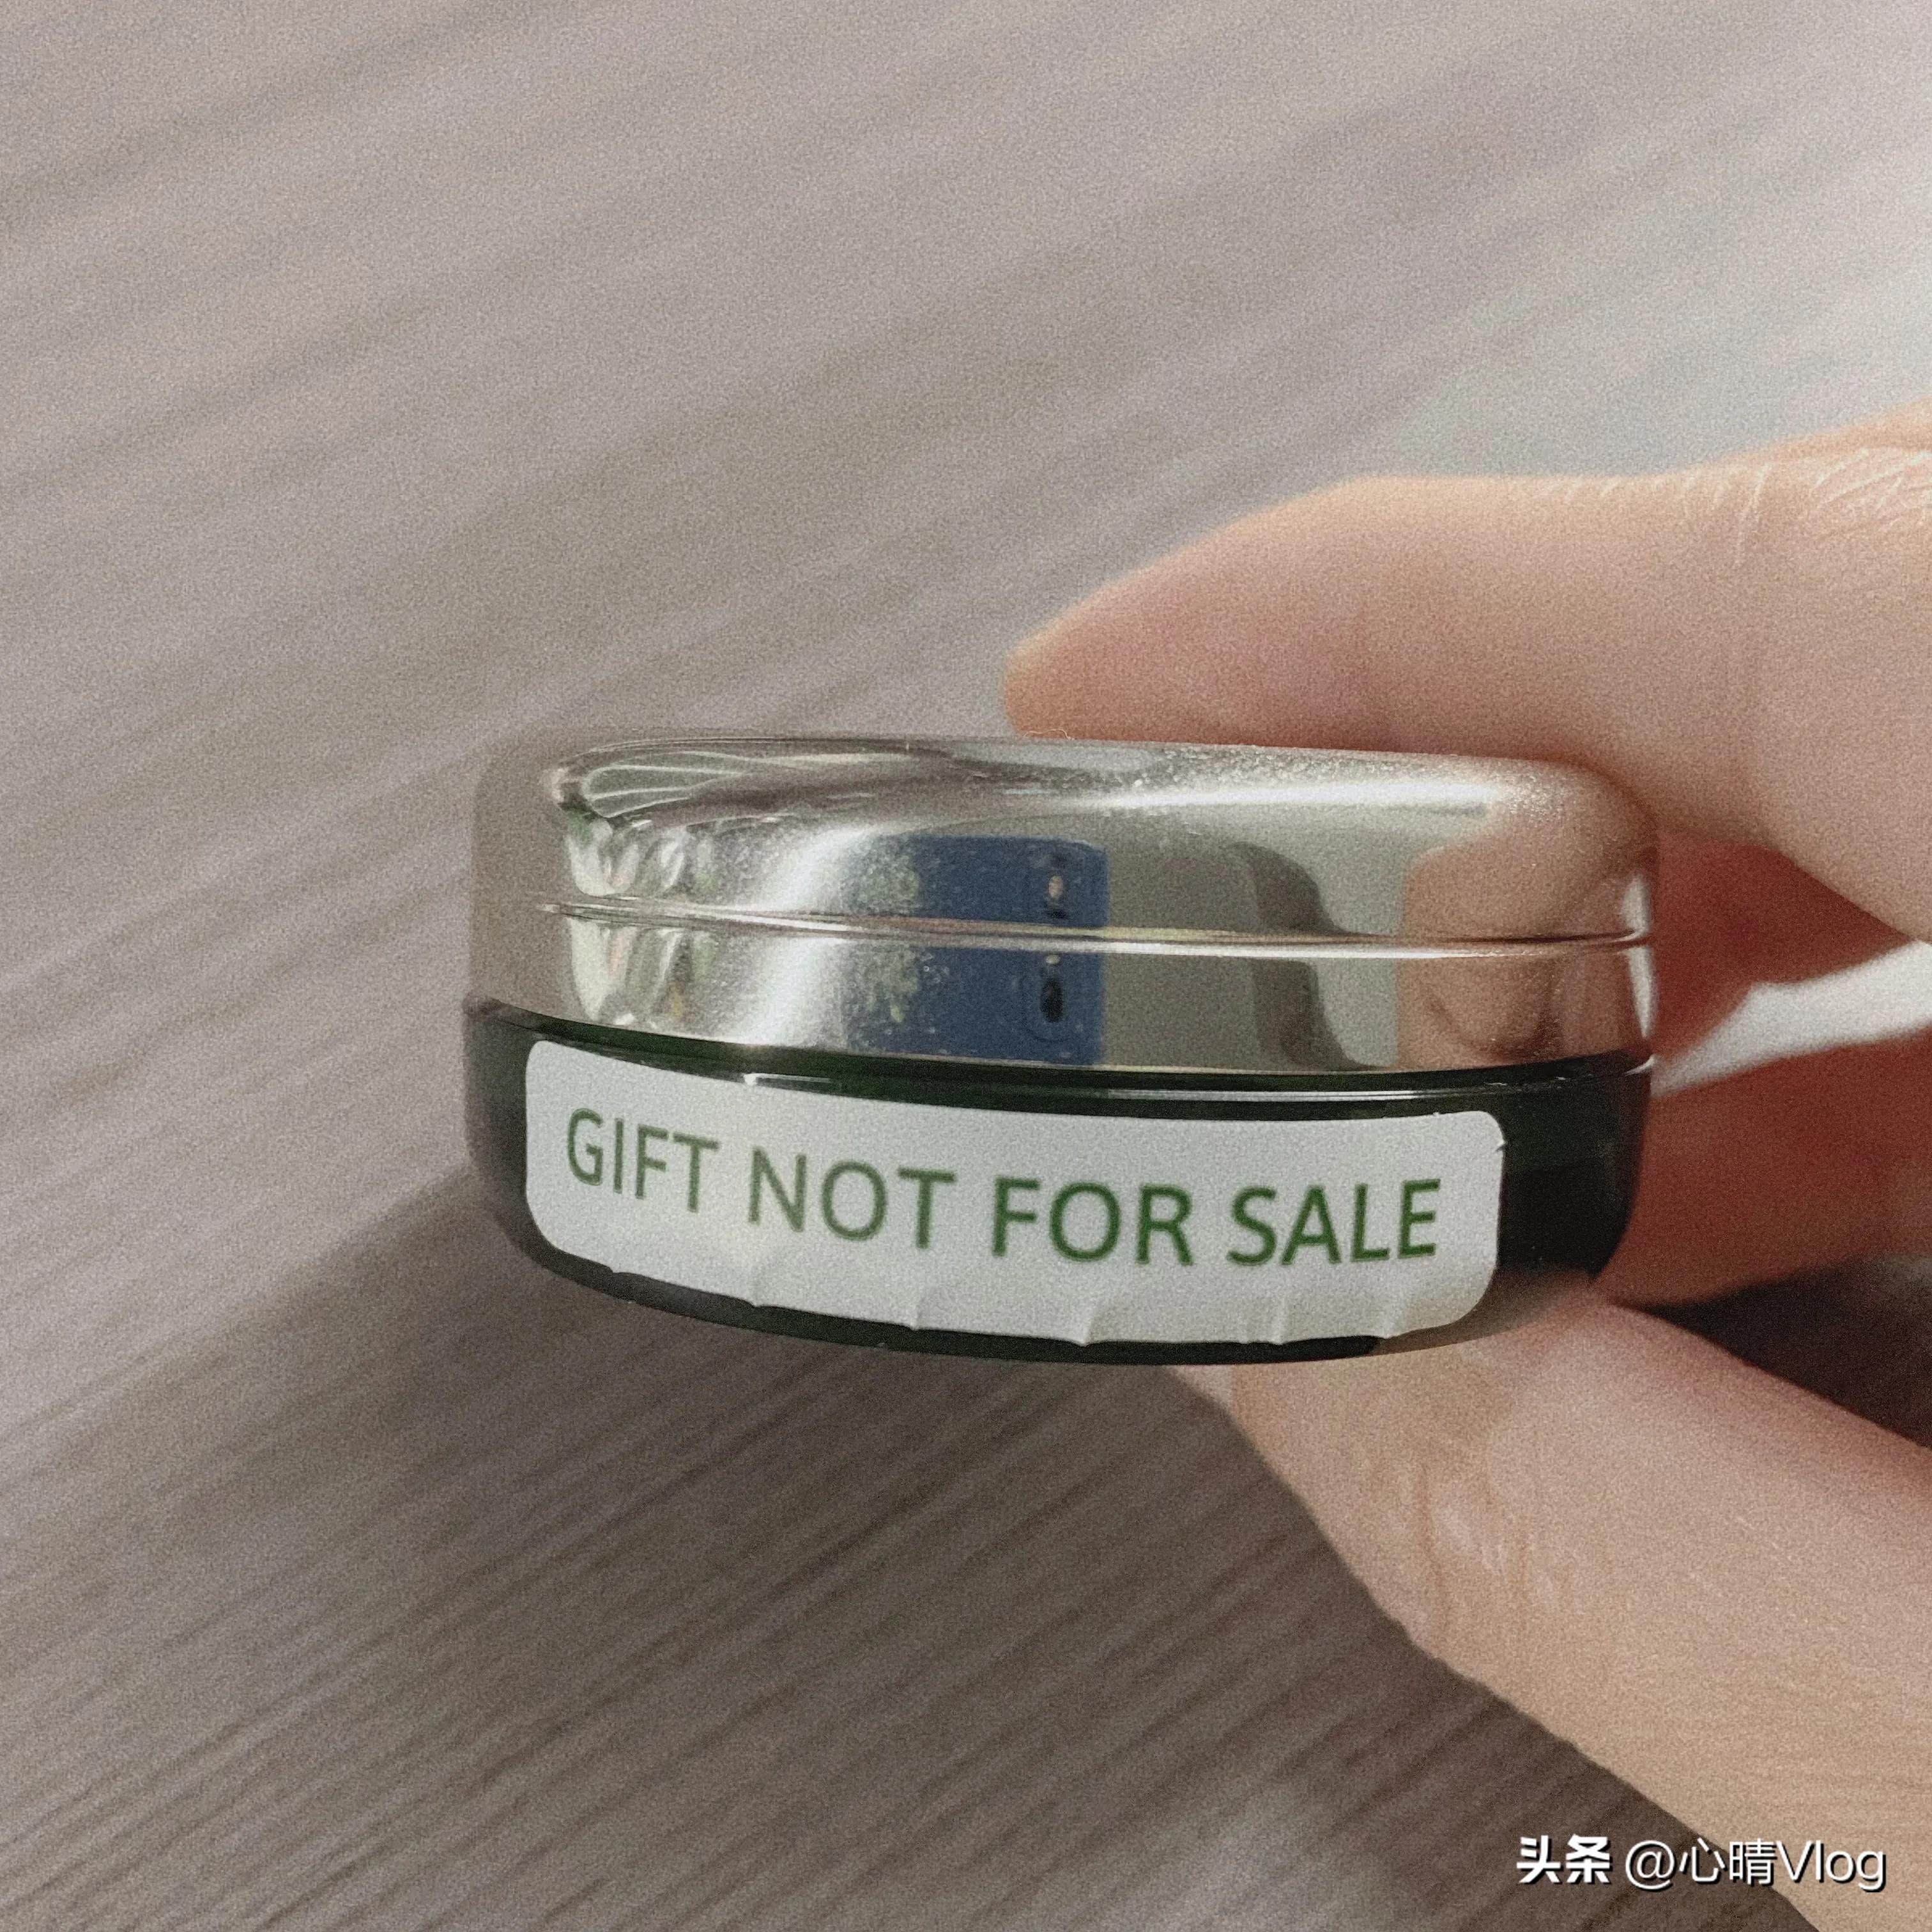 GIFT NOT FOR SALE
头条 @心晴Vlog